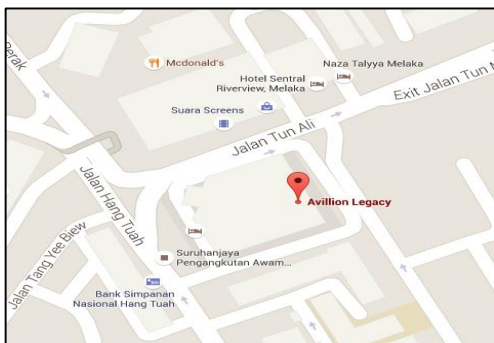 Perak
Mcdonald's
Naza Talyya Melaka
Hotel Sentral
Riverview, Melaka
Exit Jalan Tun
Suara Screens
Jalan Tun Ali
Jalan Hang Tuah
Avillion Legacy
Jalan Tang Yee Biew
Suruhanjaya
Pengangkutan Awam...
Bank Simpanan
Nasional Hang Tuah